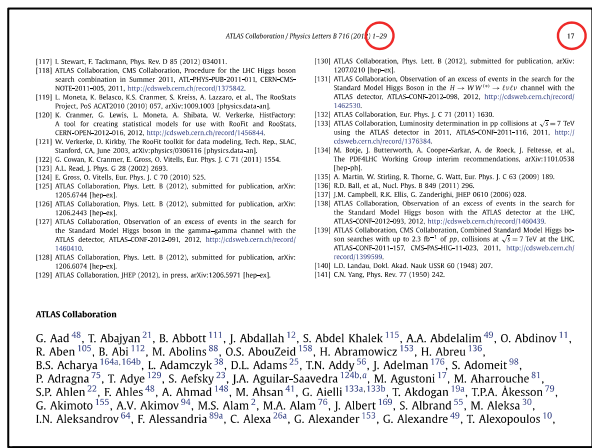 ATLAS Collaboration / Physics Letters B 716 (2012) 1–29
17
[117] I. Stewart, F. Tackmann, Phys. Rev. D 85 (2012) 034011.
[118] ATLAS Collaboration, CMS Collaboration, Procedure for the LHC Higgs boson
search combination in Summer 2011, ATL-PHYS-PUB-2011-011, CERN-CMS-
NOTE-2011-005, 2011, http://cdsweb.cern.ch/record/1375842.
[119] L. Moneta, K. Belasco, K.S. Cranmer, S. Kreiss, A. Lazzaro, et al., The RooStats
Project, PoS ACAT2010 (2010) 057, arXiv:1009.1003 [physics.data-an].
[120] K. Cranmer, G. Lewis, L. Moneta, A. Shibata, W. Verkerke, HistFactory:
A tool for creating statistical models for use with RooFit and RooStats,
CERN-OPEN-2012-016, 2012, http://cdsweb.cern.ch/record/1456844.
[121] W. Verkerke, D. Kirkby, The RooFit toolkit for data modeling, Tech. Rep., SLAC,
Stanford, CA, June 2003, arXiv:physics/0306116 [physics.data-an].
[122] G. Cowan, K. Cranmer, E. Gross, O. Vitells, Eur. Phys. J. C 71 (2011) 1554.
[123] A.L. Read, J. Phys. G 28 (2002) 2693.
[124] E. Gross, O. Vitells, Eur. Phys. J. C 70 (2010) 525.
[125] ATLAS Collaboration, Phys. Lett. B (2012), submitted for publication, arXiv:
1205.6744 [hep-ex].
[126] ATLAS Collaboration, Phys. Lett. B (2012), submitted for publication, arXiv:
1206.2443 [hep-ex].
[127] ATLAS Collaboration, Observation of an excess of events in the search for
the Standard Model Higgs boson in the gamma–gamma channel with the
ATLAS detector, ATLAS-CONF-2012-091, 2012, http://cdsweb.cern.ch/record/
1460410.
[128] ATLAS Collaboration, Phys. Lett. B (2012), submitted for publication, arXiv:
1206.6074 [hep-ex].
[129] ATLAS Collaboration, JHEP (2012), in press, arXiv:1206.5971 [hep-ex].
[130] ATLAS Collaboration, Phys. Lett. B (2012), submitted for publication, arXiv:
1207.0210 [hep-ex].
[131] ATLAS Collaboration, Observation of an excess of events in the search for the
Standard Model Higgs boson in the H → WW(*) → ℓνℓν channel with the
ATLAS detector, ATLAS-CONF-2012-098, 2012, http://cdsweb.cern.ch/record/
1462530.
[132] ATLAS Collaboration, Eur. Phys. J. C 71 (2011) 1630.
[133] ATLAS Collaboration, Luminosity determination in pp collisions at √s = 7 TeV
using the ATLAS detector in 2011, ATLAS-CONF-2011-116, 2011, http://
cdsweb.cern.ch/record/1376384.
[134] M. Botje, J. Butterworth, A. Cooper-Sarkar, A. de Roeck, J. Feltesse, et al.,
The PDF4LHC Working Group interim recommendations, arXiv:1101.0538
[hep-ph].
[135] A. Martin, W. Stirling, R. Thorne, G. Watt, Eur. Phys. J. C 63 (2009) 189.
[136] R.D. Ball, et al., Nucl. Phys. B 849 (2011) 296.
[137] J.M. Campbell, R.K. Ellis, G. Zanderighi, JHEP 0610 (2006) 028.
[138] ATLAS Collaboration, Observation of an excess of events in the search for
the Standard Model Higgs boson with the ATLAS detector at the LHC,
ATLAS-CONF-2012-093, 2012, http://cdsweb.cern.ch/record/1460439.
[139] ATLAS Collaboration, CMS Collaboration, Combined Standard Model Higgs bo-
son searches with up to 2.3 fb⁻¹ of pp, collisions at √s = 7 TeV at the LHC,
ATLAS-CONF-2011-157, CMS-PAS-HIG-11-023, 2011, http://cdsweb.cern.ch/
record/1399599.
[140] L.D. Landau, Dokl. Akad. Nauk USSR 60 (1948) 207.
[141] C.N. Yang, Phys. Rev. 77 (1950) 242.
ATLAS Collaboration
G. Aad 48, T. Abajyan 21, B. Abbott 111, J. Abdallah 12, S. Abdel Khalek 115, A.A. Abdelalim 49, O. Abdinov 11,
R. Aben 105, B. Abi 112, M. Abolins 88, O.S. AbouZeid 158, H. Abramowicz 153, H. Abreu 136,
B.S. Acharya 164a,164b, L. Adamczyk 38, D.L. Adams 25, T.N. Addy 56, J. Adelman 176, S. Adomeit 98,
P. Adragna 75, T. Adye 129, S. Aefsky 23, J.A. Aguilar-Saavedra 124b,a, M. Agustoni 17, M. Aharrouche 81,
S.P. Ahlen 22, F. Ahles 48, A. Ahmad 148, M. Ahsan 41, G. Aielli 133a,133b, T. Akdogan 19a, T.P.A. Åkesson 79,
G. Akimoto 155, A.V. Akimov 94, M.S. Alam 2, M.A. Alam 76, J. Albert 169, S. Albrand 55, M. Aleksa 30,
I.N. Aleksandrov 64, F. Alessandria 89a, C. Alexa 26a, G. Alexander 153, G. Alexandre 49, T. Alexopoulos 10,